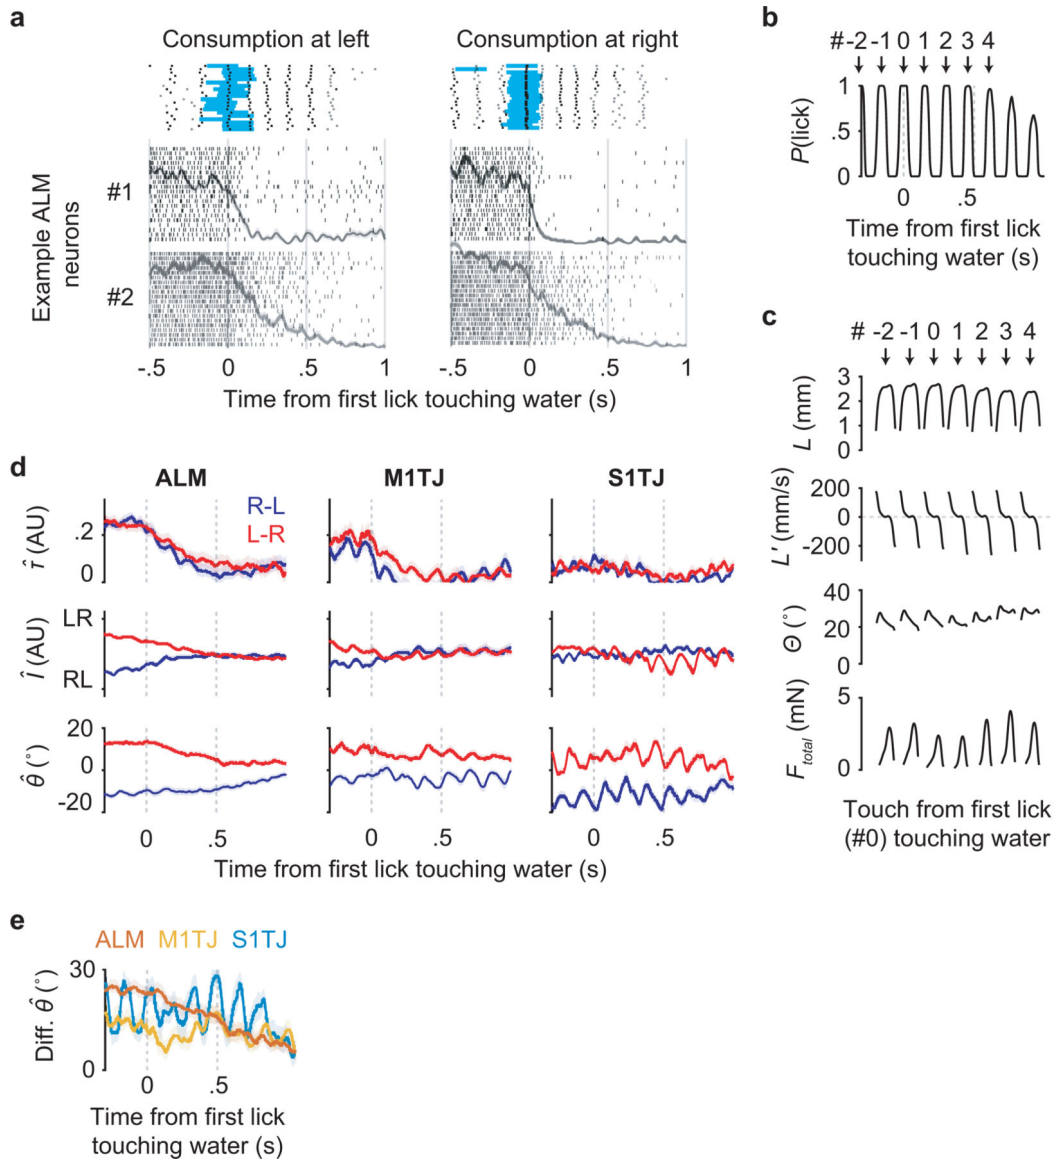 a
Consumption at left
Consumption at right
Example ALM
neurons
#1
#2
-.5 0 .5 1
-.5 0 .5 1
Time from first lick touching water (s)
b
#-2 -1 0 1 2 3 4
P(lick)
1
.5
0
0 .5
Time from first lick
touching water (s)
c
# -2 -1 0 1 2 3 4
L (mm)
3
2
1
0
L' (mm/s)
200
0
-200
Θ (°)
40
20
0
F total (mN)
5
0
Touch from first lick
(#0) touching water
d
ALM
M1TJ
S1TJ
R-L
L-R
τ̂ (AU)
.2
0
l̂ (AU)
LR
RL
θ̂ (°)
20
0
-20
0 .5
0 .5
0 .5
Time from first lick touching water (s)
e
ALM M1TJ S1TJ
Diff. θ̂ (°)
30
0
0 .5
Time from first lick
touching water (s)